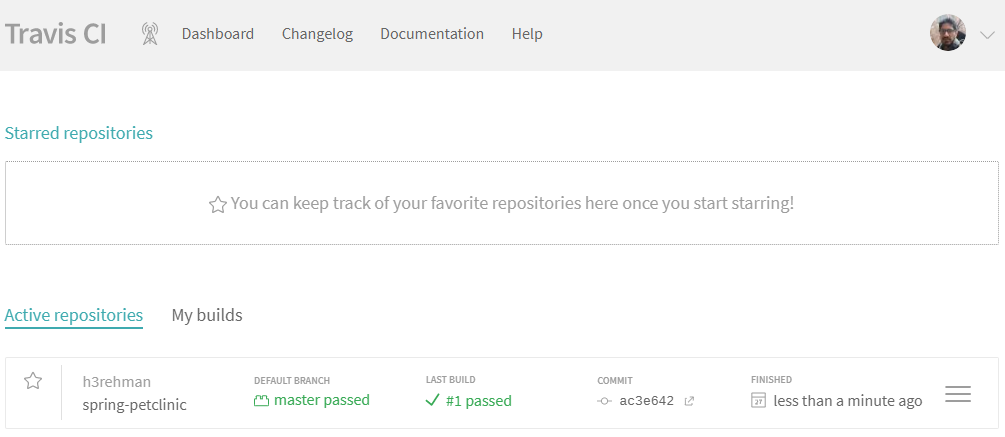 Travis CI Dashboard Changelog Documentation Help
Starred repositories
You can keep track of your favorite repositories here once you start starring!
Active repositories My builds
DEFAULT BRANCH LAST BUILD COMMIT FINISHED
h3rehman
master passed #1 passed ac3e642 27 less than a minute ago
spring-petclinic